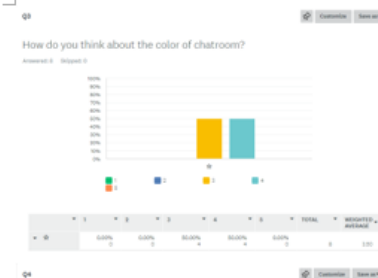 Q3
Customize Save as
How do you think about the color of chatroom?
Answered: 8 Skipped: 0
100%
90%
80%
70%
60%
50%
40%
30%
20%
10%
0%
1 2 3 4
5
1 2 3 4 5 TOTAL WEIGHTED AVERAGE
0.00% 0.00% 50.00% 50.00% 0.00%
0 0 4 4 0 8
Q4
Customize Save as